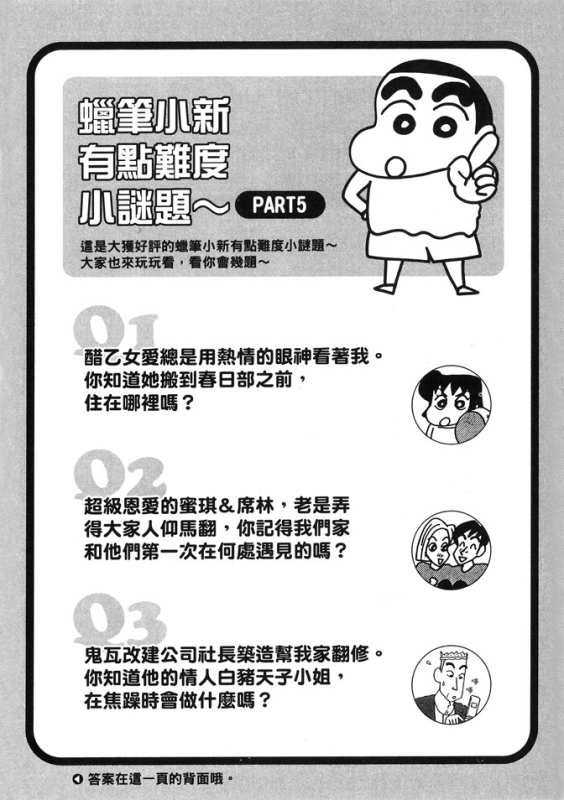 蠟筆小新
有點難度
小謎題～ PART5
這是大獲好評的蠟筆小新有點難度小謎題～
大家也來玩玩看，看你會幾題～
Q1
醋乙女愛總是用熱情的眼神看著我。
你知道她搬到春日部之前，
住在哪裡嗎？
Q2
超級恩愛的蜜琪＆席林，老是弄
得大家人仰馬翻，你記得我們家
和他們第一次在何處遇見的嗎？
Q3
鬼瓦改建公司社長築造幫我家翻修。
你知道他的情人白豬天子小姐，
在焦躁時會做什麼嗎？
答案在這一頁的背面哦。